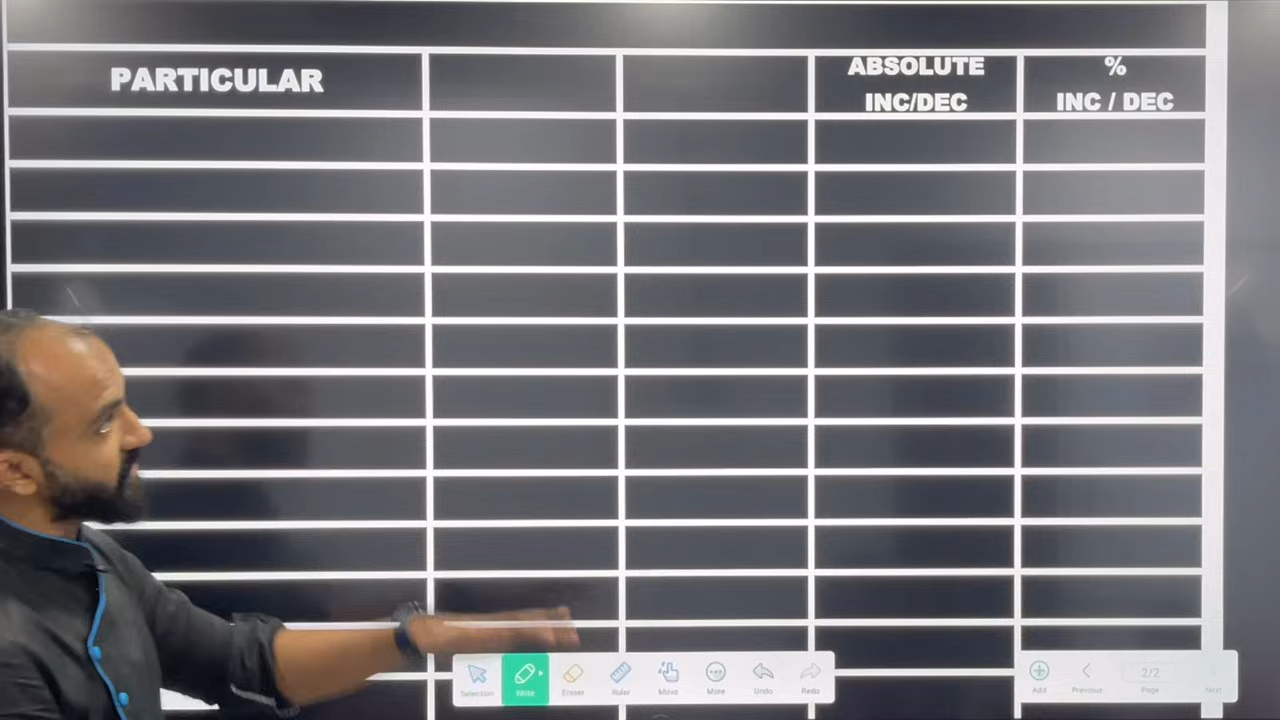 PARTICULAR
ABSOLUTE
INC/DEC
%
INC / DEC
Selection
Write
Eraser
Ruler
Move
More
Undo
Redo
Add
Previous
2/2
Page
Next